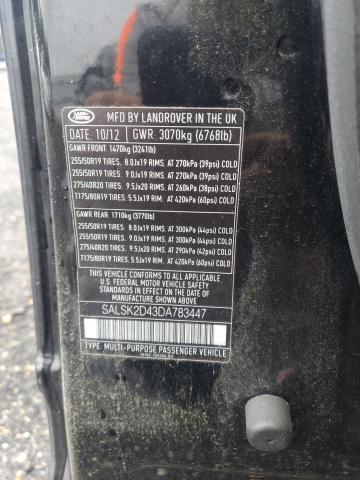 LAND ROVER
MFD BY LANDROVER IN THE UK
DATE: 10/12 GWR: 3070kg (6768lb)
GAWR FRONT: 1470kg (3241lb)
255/50R19 TIRES. 8.0Jx19 RIMS. AT 270kPa (39psi) COLD
255/50R19 TIRES. 9.0Jx19 RIMS. AT 270kPa (39psi) COLD
275/40R20 TIRES. 9.5Jx20 RIMS. AT 260kPa (38psi) COLD
T175/80R19 TIRES. 5.5Jx19 RIM. AT 420kPa (60psi) COLD
GAWR REAR: 1710kg (3770lb)
255/50R19 TIRES. 8.0Jx19 RIMS. AT 300kPa (44psi) COLD
255/50R19 TIRES. 9.0Jx19 RIMS. AT 300kPa (44psi) COLD
275/40R20 TIRES. 9.5Jx20 RIMS. AT 290kPa (42psi) COLD
T175/80R19 TIRES. 5.5Jx19 RIM. AT 420kPa (60psi) COLD
THIS VEHICLE CONFORMS TO ALL APPLICABLE
U.S. FEDERAL MOTOR VEHICLE SAFETY
STANDARDS IN EFFECT ON THE DATE OF
MANUFACTURE SHOWN ABOVE.
SALSK2D43DA783447
TYPE: MULTI-PURPOSE PASSENGER VEHICLE